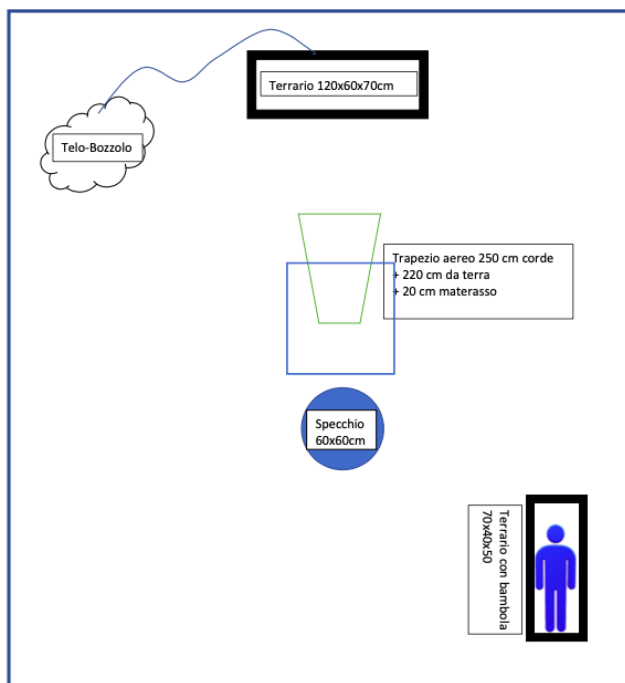 Terrario 120x60x70cm
Telo-Bozzolo
Trapezio aereo 250 cm corde
+ 220 cm da terra
+ 20 cm materasso
Specchio
60x60cm
Terrario con bambola
70x40x50